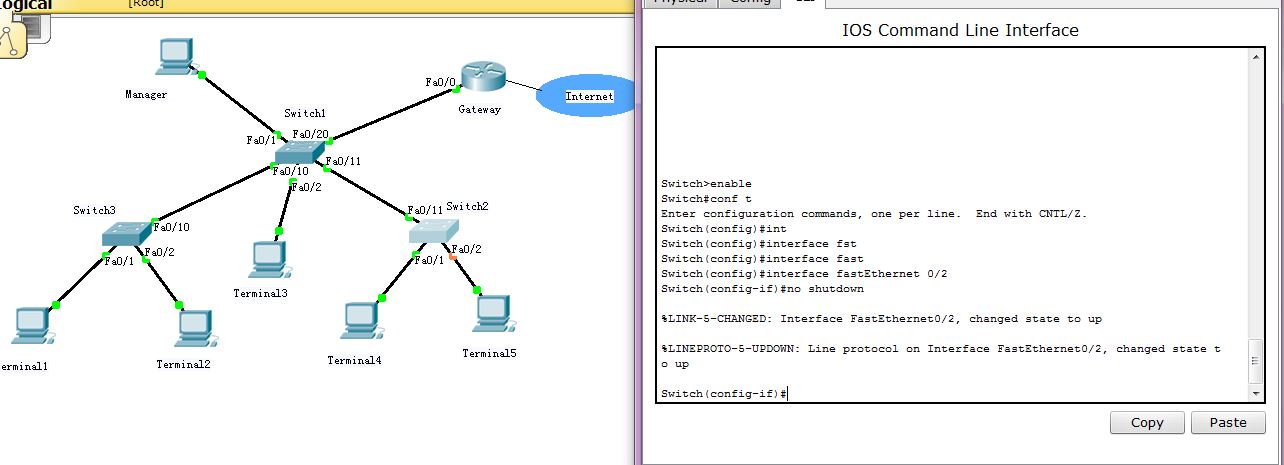 ogical
[Root]
Manager
Fa0/0
Gateway
Internet
Switch1
Fa0/1
Fa0/20
Fa0/10
Fa0/11
Fa0/2
Switch3
Fa0/10
Fa0/1
Fa0/2
Fa0/11
Switch2
Fa0/1
Fa0/2
Terminal3
erminal1
Terminal2
Terminal4
Terminal5
Physical
Config
IOS Command Line Interface
Switch>enable
Switch#conf t
Enter configuration commands, one per line.  End with CNTL/Z.
Switch(config)#int
Switch(config)#interface fst
Switch(config)#interface fast
Switch(config)#interface fastEthernet 0/2
Switch(config-if)#no shutdown
%LINK-5-CHANGED: Interface FastEthernet0/2, changed state to up
%LINEPROTO-5-UPDOWN: Line protocol on Interface FastEthernet0/2, changed state t
o up
Switch(config-if)#
Copy
Paste